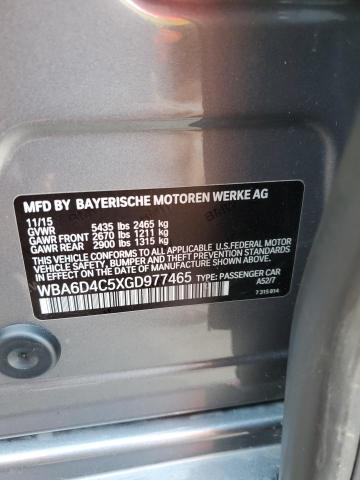 MFD BY BAYERISCHE MOTOREN WERKE AG
11/15
GVWR 5435 lbs 2465 kg
GAWR FRONT 2670 lbs 1211 kg
GAWR REAR 2900 lbs 1315 kg
THIS VEHICLE CONFORMS TO ALL APPLICABLE U.S.FEDERAL MOTOR
VEHICLE SAFETY, BUMPER, AND THEFT PREVENTION STANDARDS
IN EFFECT ON THE DATE OF MANUFACTURE SHOWN ABOVE.
WBA6D4C5XGD977465 TYPE: PASSENGER CAR
A52/7
7 315 814